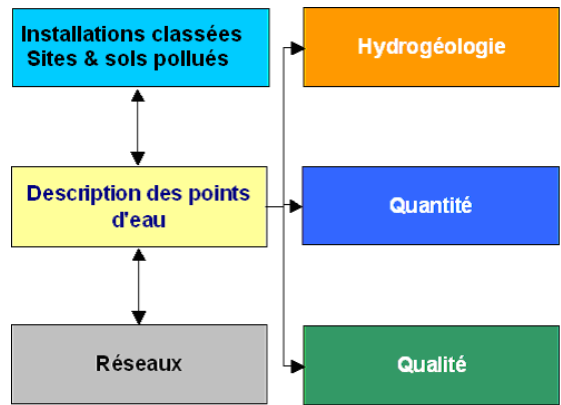 Installations classées
Sites & sols pollués
Hydrogéologie
Description des points
d'eau
Quantité
Réseaux
Qualité